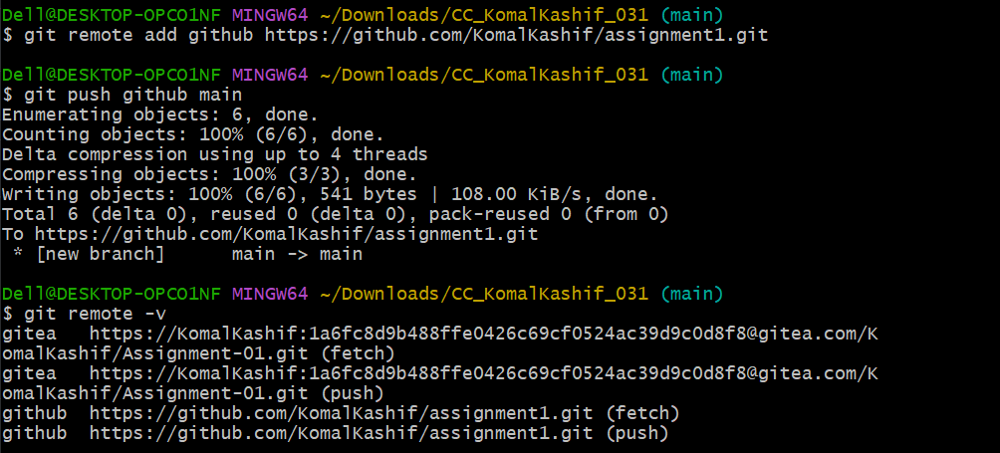 Dell@DESKTOP-OPCO1NF MINGW64 ~/Downloads/CC_KomalKashif_031 (main)
$ git remote add github https://github.com/KomalKashif/assignment1.git
Dell@DESKTOP-OPCO1NF MINGW64 ~/Downloads/CC_KomalKashif_031 (main)
$ git push github main
Enumerating objects: 6, done.
Counting objects: 100% (6/6), done.
Delta compression using up to 4 threads
Compressing objects: 100% (3/3), done.
Writing objects: 100% (6/6), 541 bytes | 108.00 KiB/s, done.
Total 6 (delta 0), reused 0 (delta 0), pack-reused 0 (from 0)
To https://github.com/KomalKashif/assignment1.git
 * [new branch]      main -> main
Dell@DESKTOP-OPCO1NF MINGW64 ~/Downloads/CC_KomalKashif_031 (main)
$ git remote -v
gitea   https://KomalKashif:1a6fc8d9b488ffe0426c69cf0524ac39d9c0d8f8@gitea.com/K
omalKashif/Assignment-01.git (fetch)
gitea   https://KomalKashif:1a6fc8d9b488ffe0426c69cf0524ac39d9c0d8f8@gitea.com/K
omalKashif/Assignment-01.git (push)
github  https://github.com/KomalKashif/assignment1.git (fetch)
github  https://github.com/KomalKashif/assignment1.git (push)